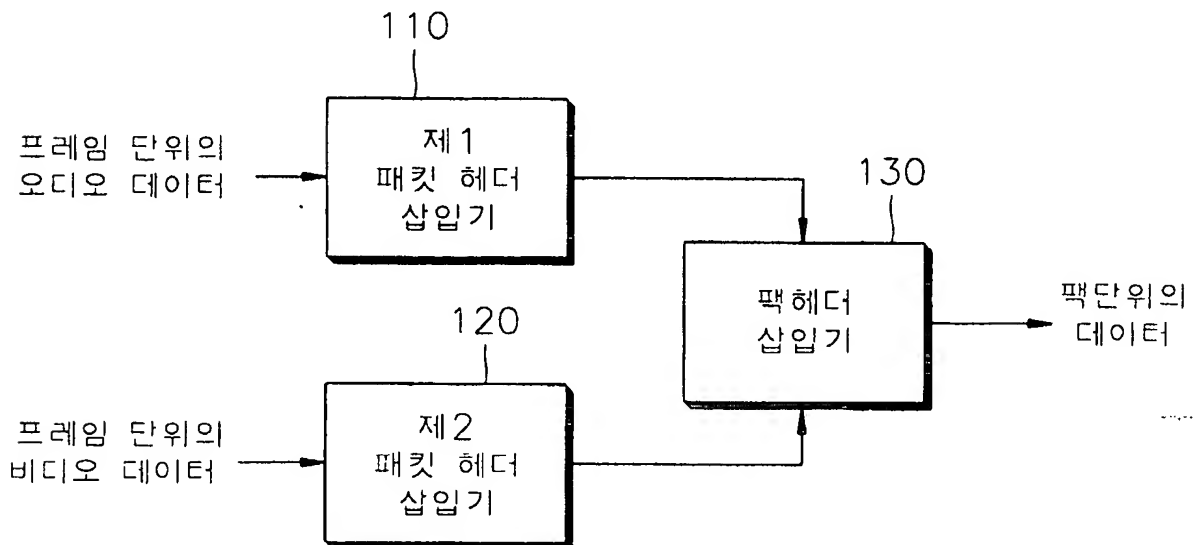 110
프레임 단위의
오디오 데이터
제1
패킷 헤더
삽입기
130
팩헤더
삽입기
팩단위의
데이터
120
프레임 단위의
비디오 데이터
제2
패킷 헤더
삽입기